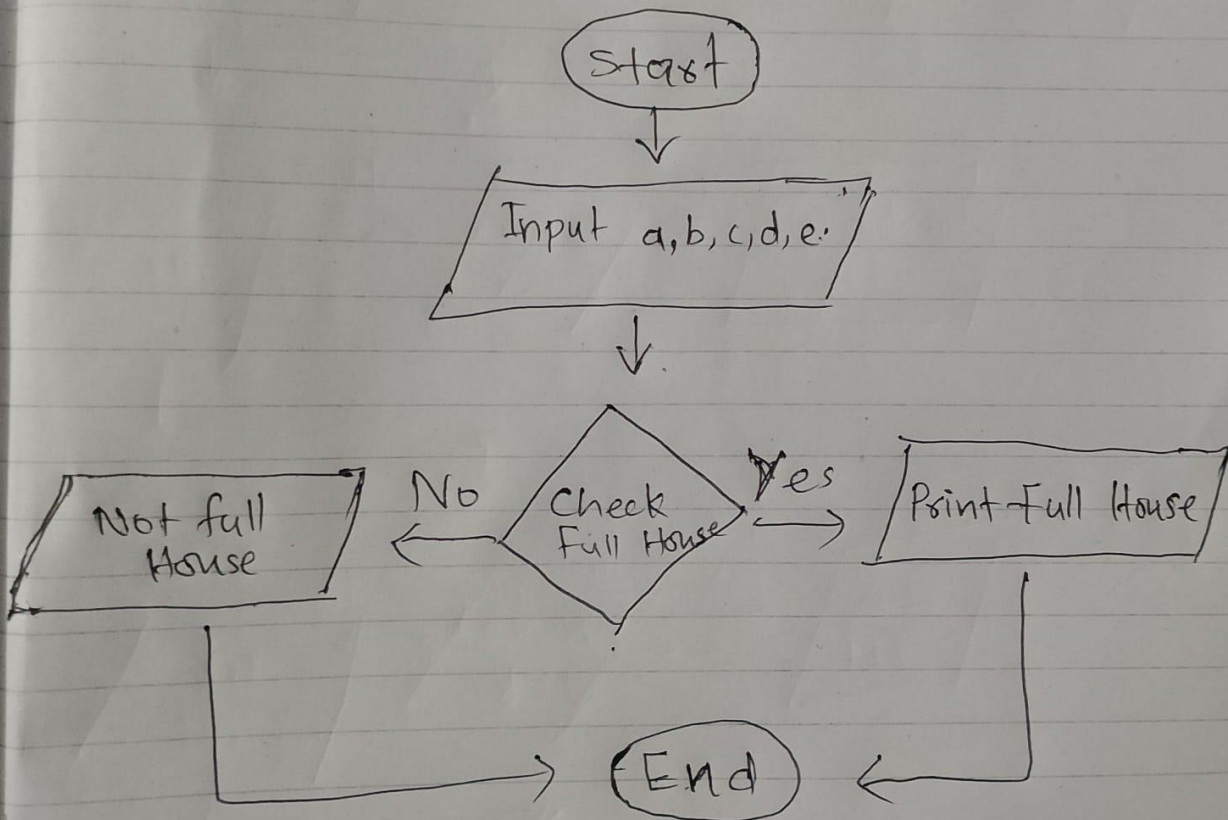 Start
Input a, b, c, d, e.
No
Yes
Not full
House
Check
Full House
Print Full House
End